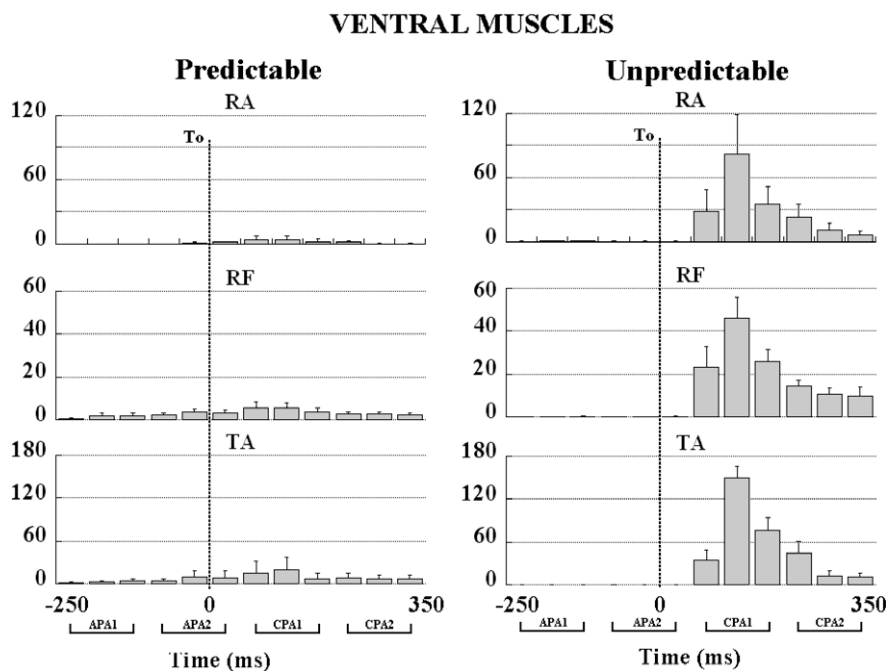 VENTRAL MUSCLES
Predictable
RA
To
120
60
0
RF
60
40
20
0
TA
180
120
60
0
-250 0 350
APA1 APA2 CPA1 CPA2
Time (ms)
Unpredictable
RA
To
120
60
0
RF
60
40
20
0
TA
180
120
60
0
-250 0 350
APA1 APA2 CPA1 CPA2
Time (ms)